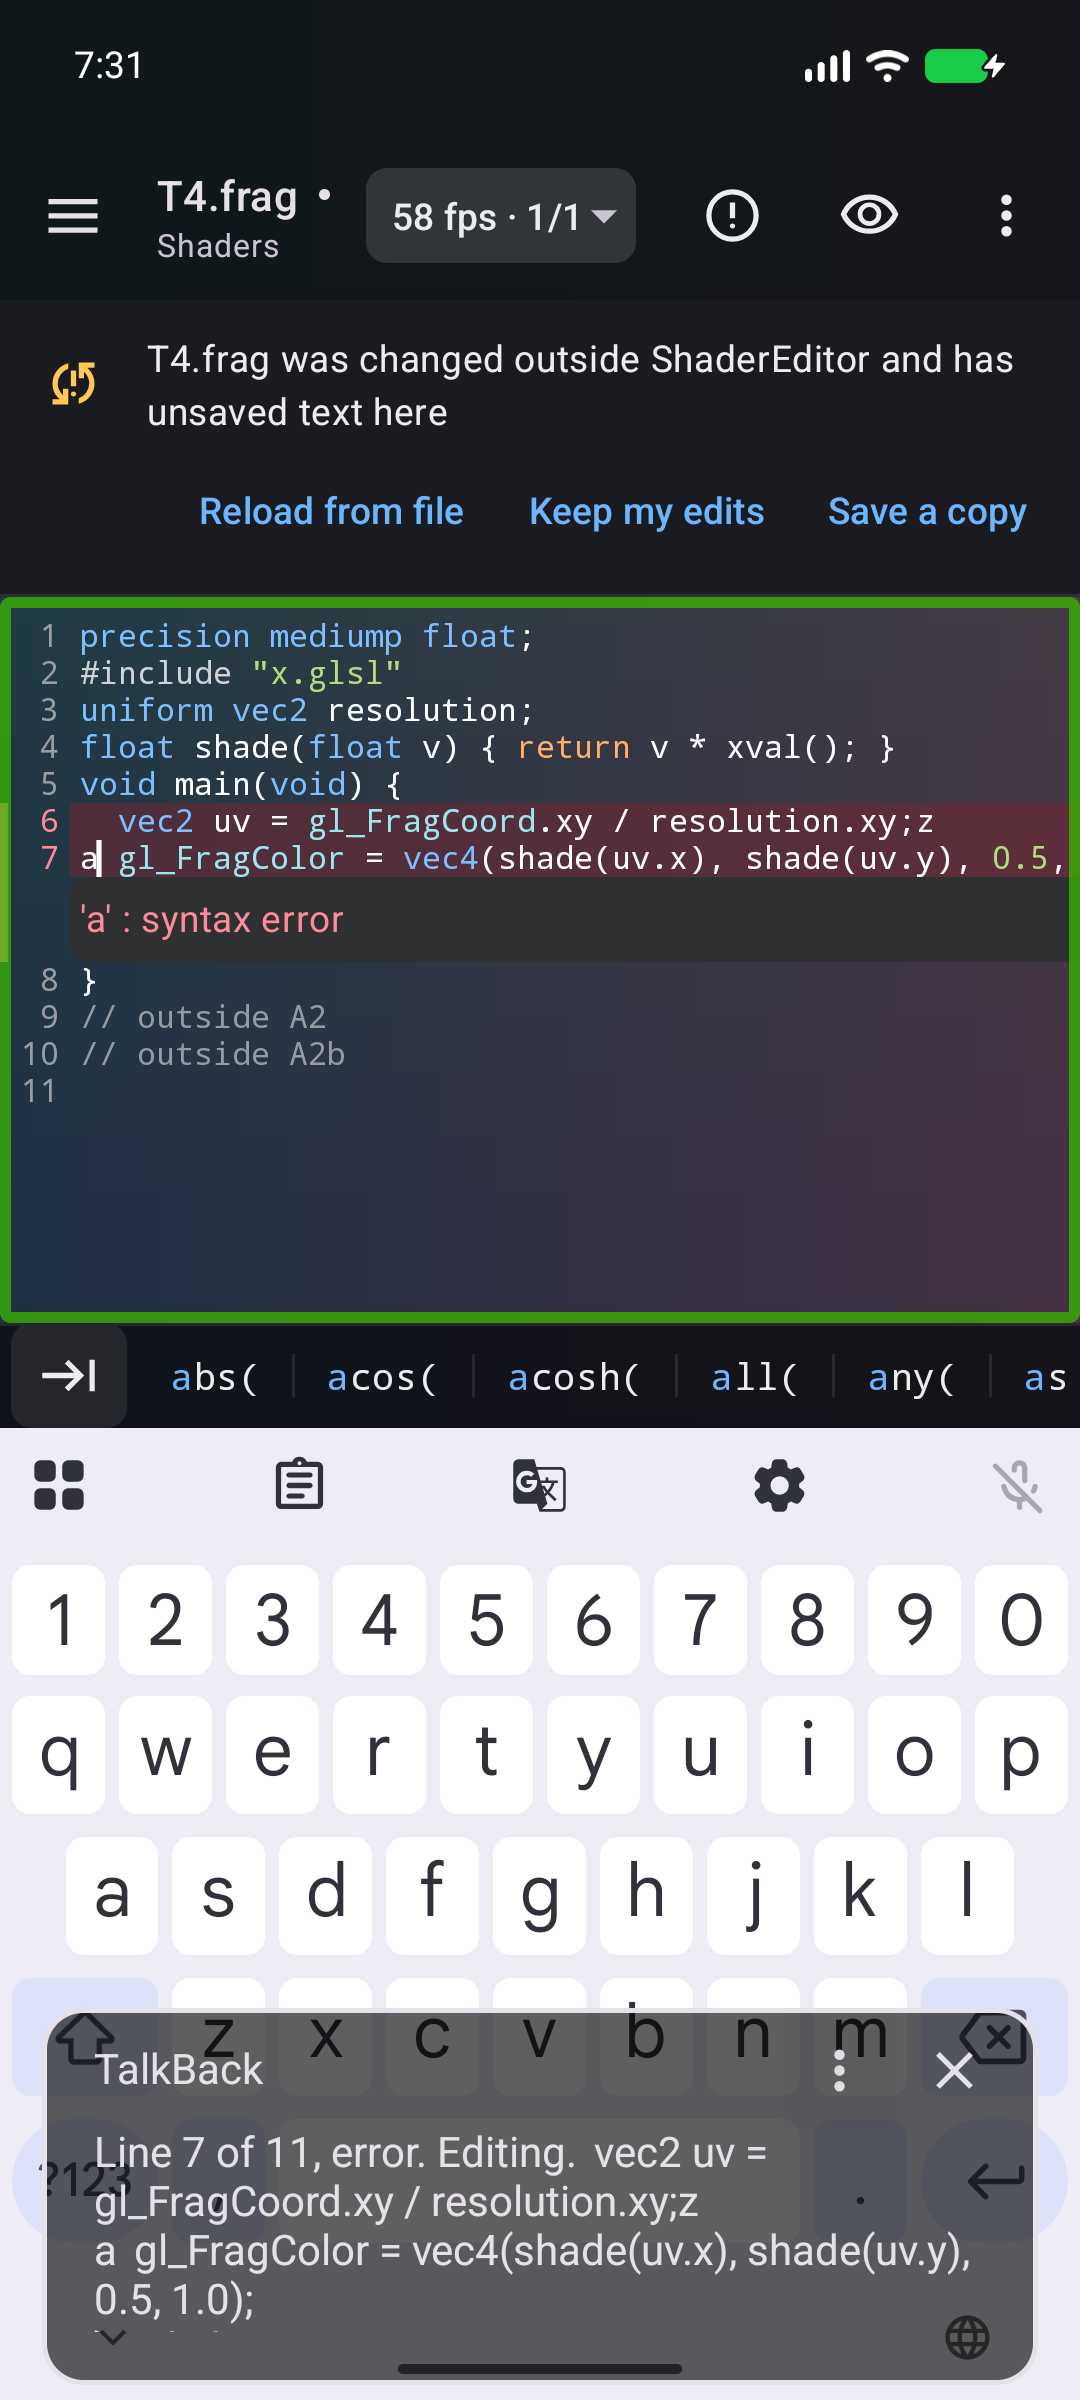 7:31
T4.frag •
Shaders
58 fps · 1/1
T4.frag was changed outside ShaderEditor and has
unsaved text here
Reload from file
Keep my edits
Save a copy
1 precision mediump float;
2 #include "x.glsl"
3 uniform vec2 resolution;
4 float shade(float v) { return v * xval(); }
5 void main(void) {
6   vec2 uv = gl_FragCoord.xy / resolution.xy;z
7 a gl_FragColor = vec4(shade(uv.x), shade(uv.y), 0.5,
'a' : syntax error
8 }
9 // outside A2
10 // outside A2b
11
abs( acos( acosh( all( any( as
1 2 3 4 5 6 7 8 9 0
q w e r t y u i o p
a s d f g h j k l
z x c v b n m
?123 , .
TalkBack
Line 7 of 11, error. Editing.  vec2 uv =
gl_FragCoord.xy / resolution.xy;z
a  gl_FragColor = vec4(shade(uv.x), shade(uv.y),
0.5, 1.0);